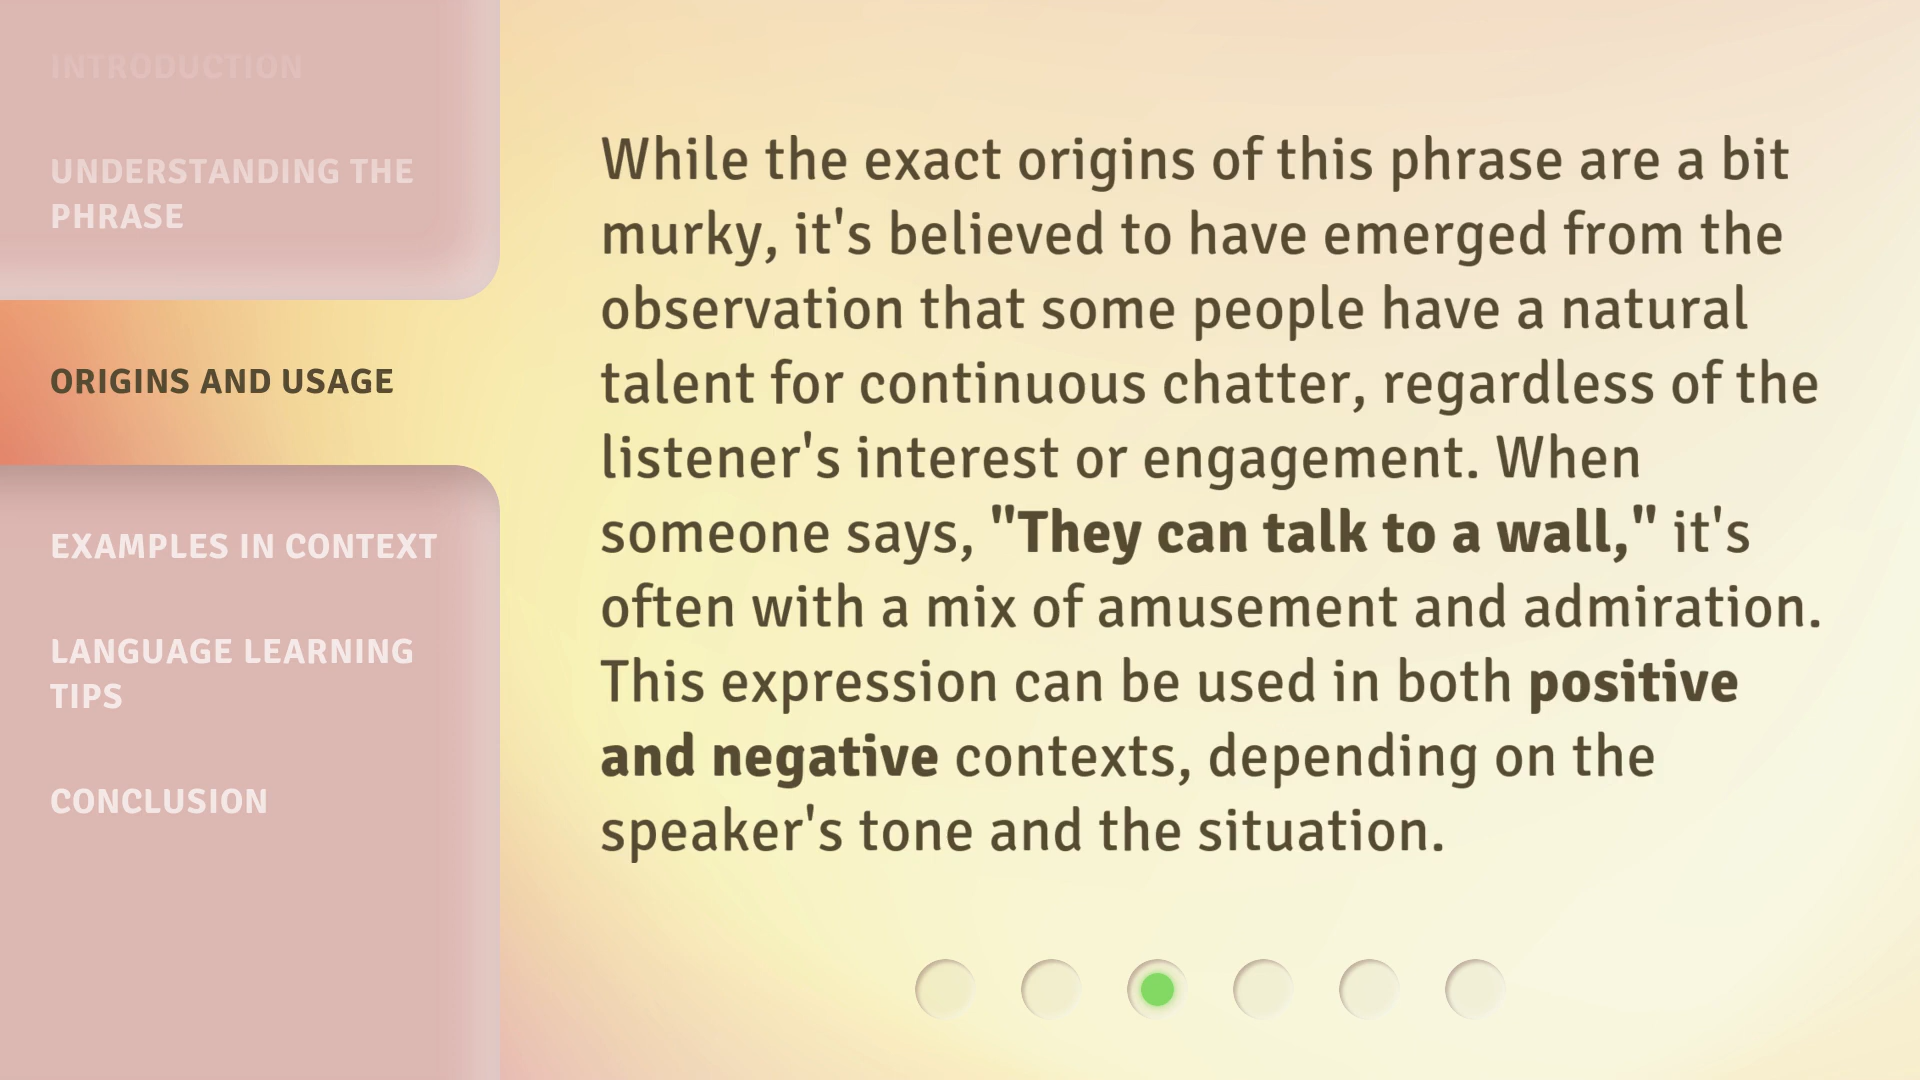 INTRODUCTION
UNDERSTANDING THE
PHRASE
ORIGINS AND USAGE
EXAMPLES IN CONTEXT
LANGUAGE LEARNING
TIPS
CONCLUSION
While the exact origins of this phrase are a bit
murky, it's believed to have emerged from the
observation that some people have a natural
talent for continuous chatter, regardless of the
listener's interest or engagement. When
someone says, "They can talk to a wall," it's
often with a mix of amusement and admiration.
This expression can be used in both positive
and negative contexts, depending on the
speaker's tone and the situation.